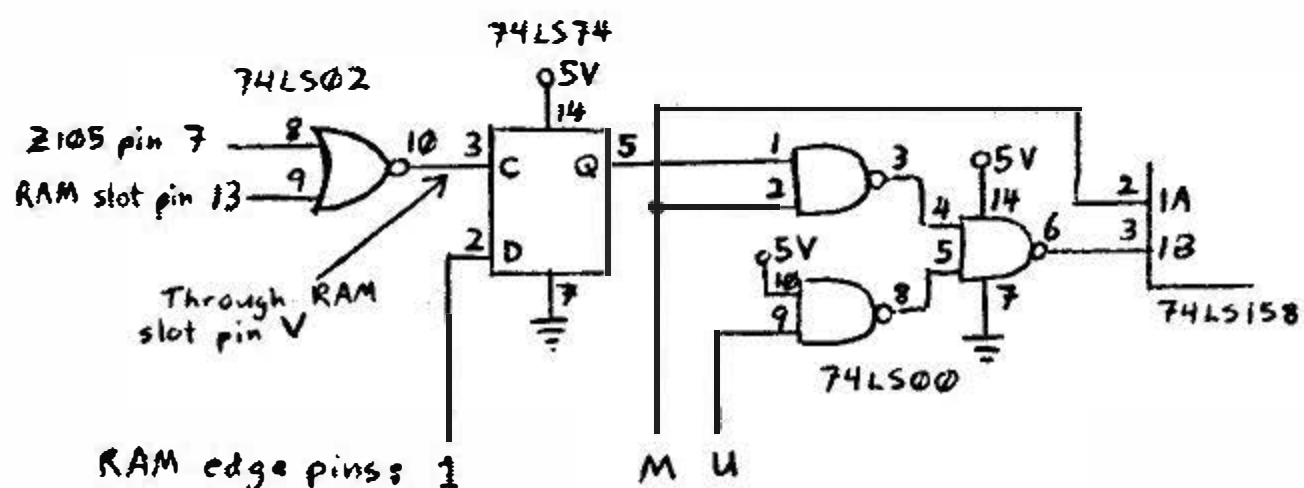 74LS74
5V
74LSØ2
14
Z105 pin 7
8
10
3
C
Q
5
1
3
5V
RAM slot pin 13
9
2
14
2
1A
4
6
3
1B
2
D
5V
5
10
8
7
Through RAM
slot pin V
7
9
74LS158
74LSØØ
RAM edge pins: 1 M U